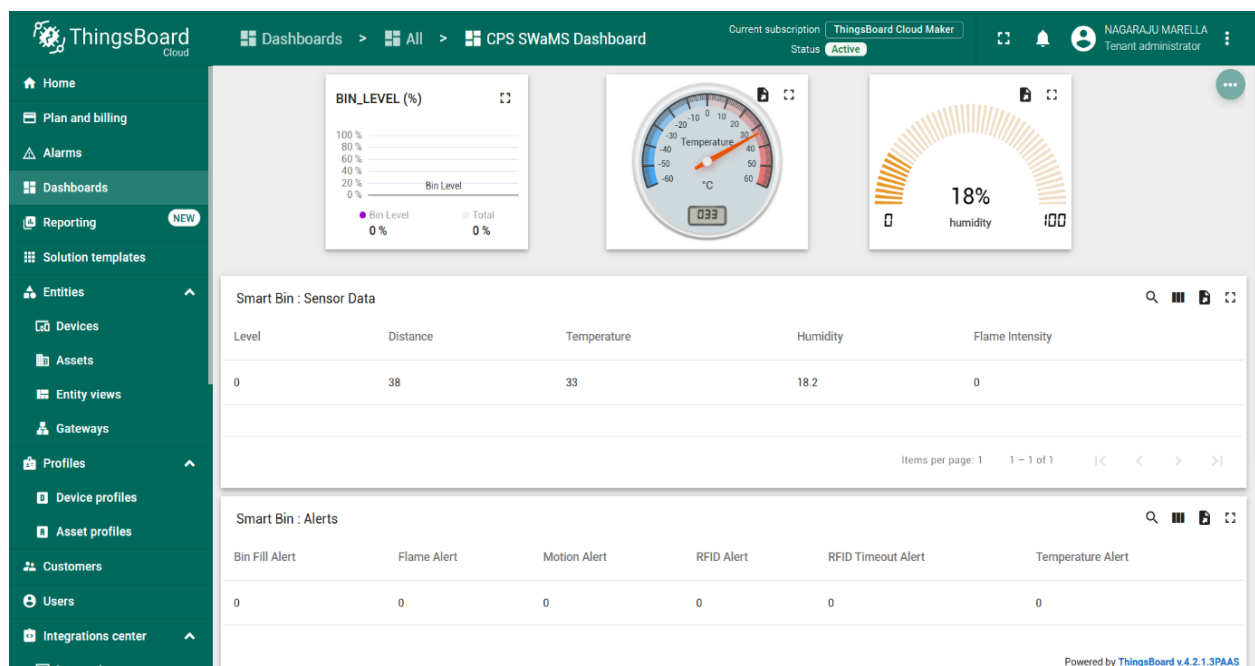 ThingsBoard
Cloud
Dashboards > All > CPS SWaMS Dashboard
Current subscription ThingsBoard Cloud Maker
Status Active
NAGARAJU MARELLA
Tenant administrator
Home
Plan and billing
Alarms
Dashboards
Reporting NEW
Solution templates
Entities
Devices
Assets
Entity views
Gateways
Profiles
Device profiles
Asset profiles
Customers
Users
Integrations center
BIN_LEVEL (%)
100 %
80 %
60 %
40 %
20 %
0 %
Bin Level
Bin Level Total
0 % 0 %
-60 -50 -40 -30 -20 -10 0 10 20 30 40 50 60
Temperature
°C
033
18%
0 humidity 100
Smart Bin : Sensor Data
Level Distance Temperature Humidity Flame Intensity
0 38 33 18.2 0
Items per page: 1 1 – 1 of 1
Smart Bin : Alerts
Bin Fill Alert Flame Alert Motion Alert RFID Alert RFID Timeout Alert Temperature Alert
0 0 0 0 0 0
Powered by ThingsBoard v.4.2.1.3PAAS